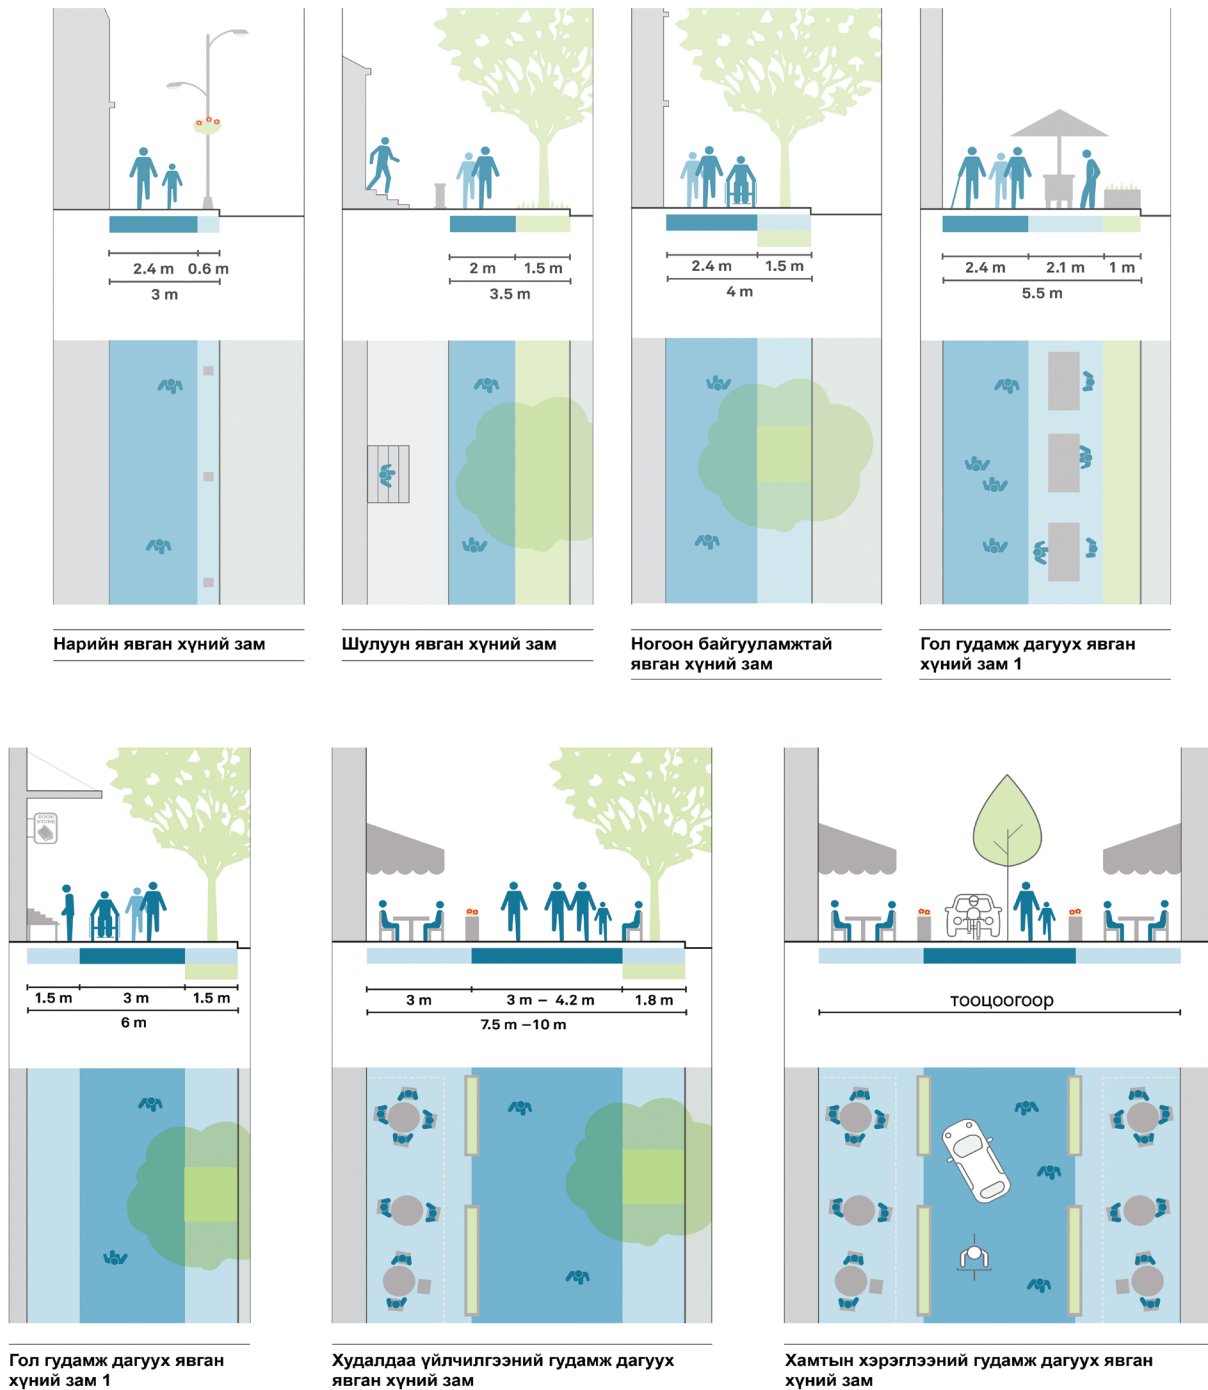 2.4 m 0.6 m
3 m
2 m 1.5 m
3.5 m
2.4 m 1.5 m
4 m
2.4 m 2.1 m 1 m
5.5 m
Нарийн явган хүний зам
Шулуун явган хүний зам
Ногоон байгууламжтай
явган хүний зам
Гол гудамж дагуух явган
хүний зам 1
BOOK
STORE
1.5 m 3 m 1.5 m
6 m
3 m 3 m – 4.2 m 1.8 m
7.5 m –10 m
тооцоогоор
Гол гудамж дагуух явган
хүний зам 1
Худалдаа үйлчилгээний гудамж дагуух
явган хүний зам
Хамтын хэрэглээний гудамж дагуух явган
хүний зам